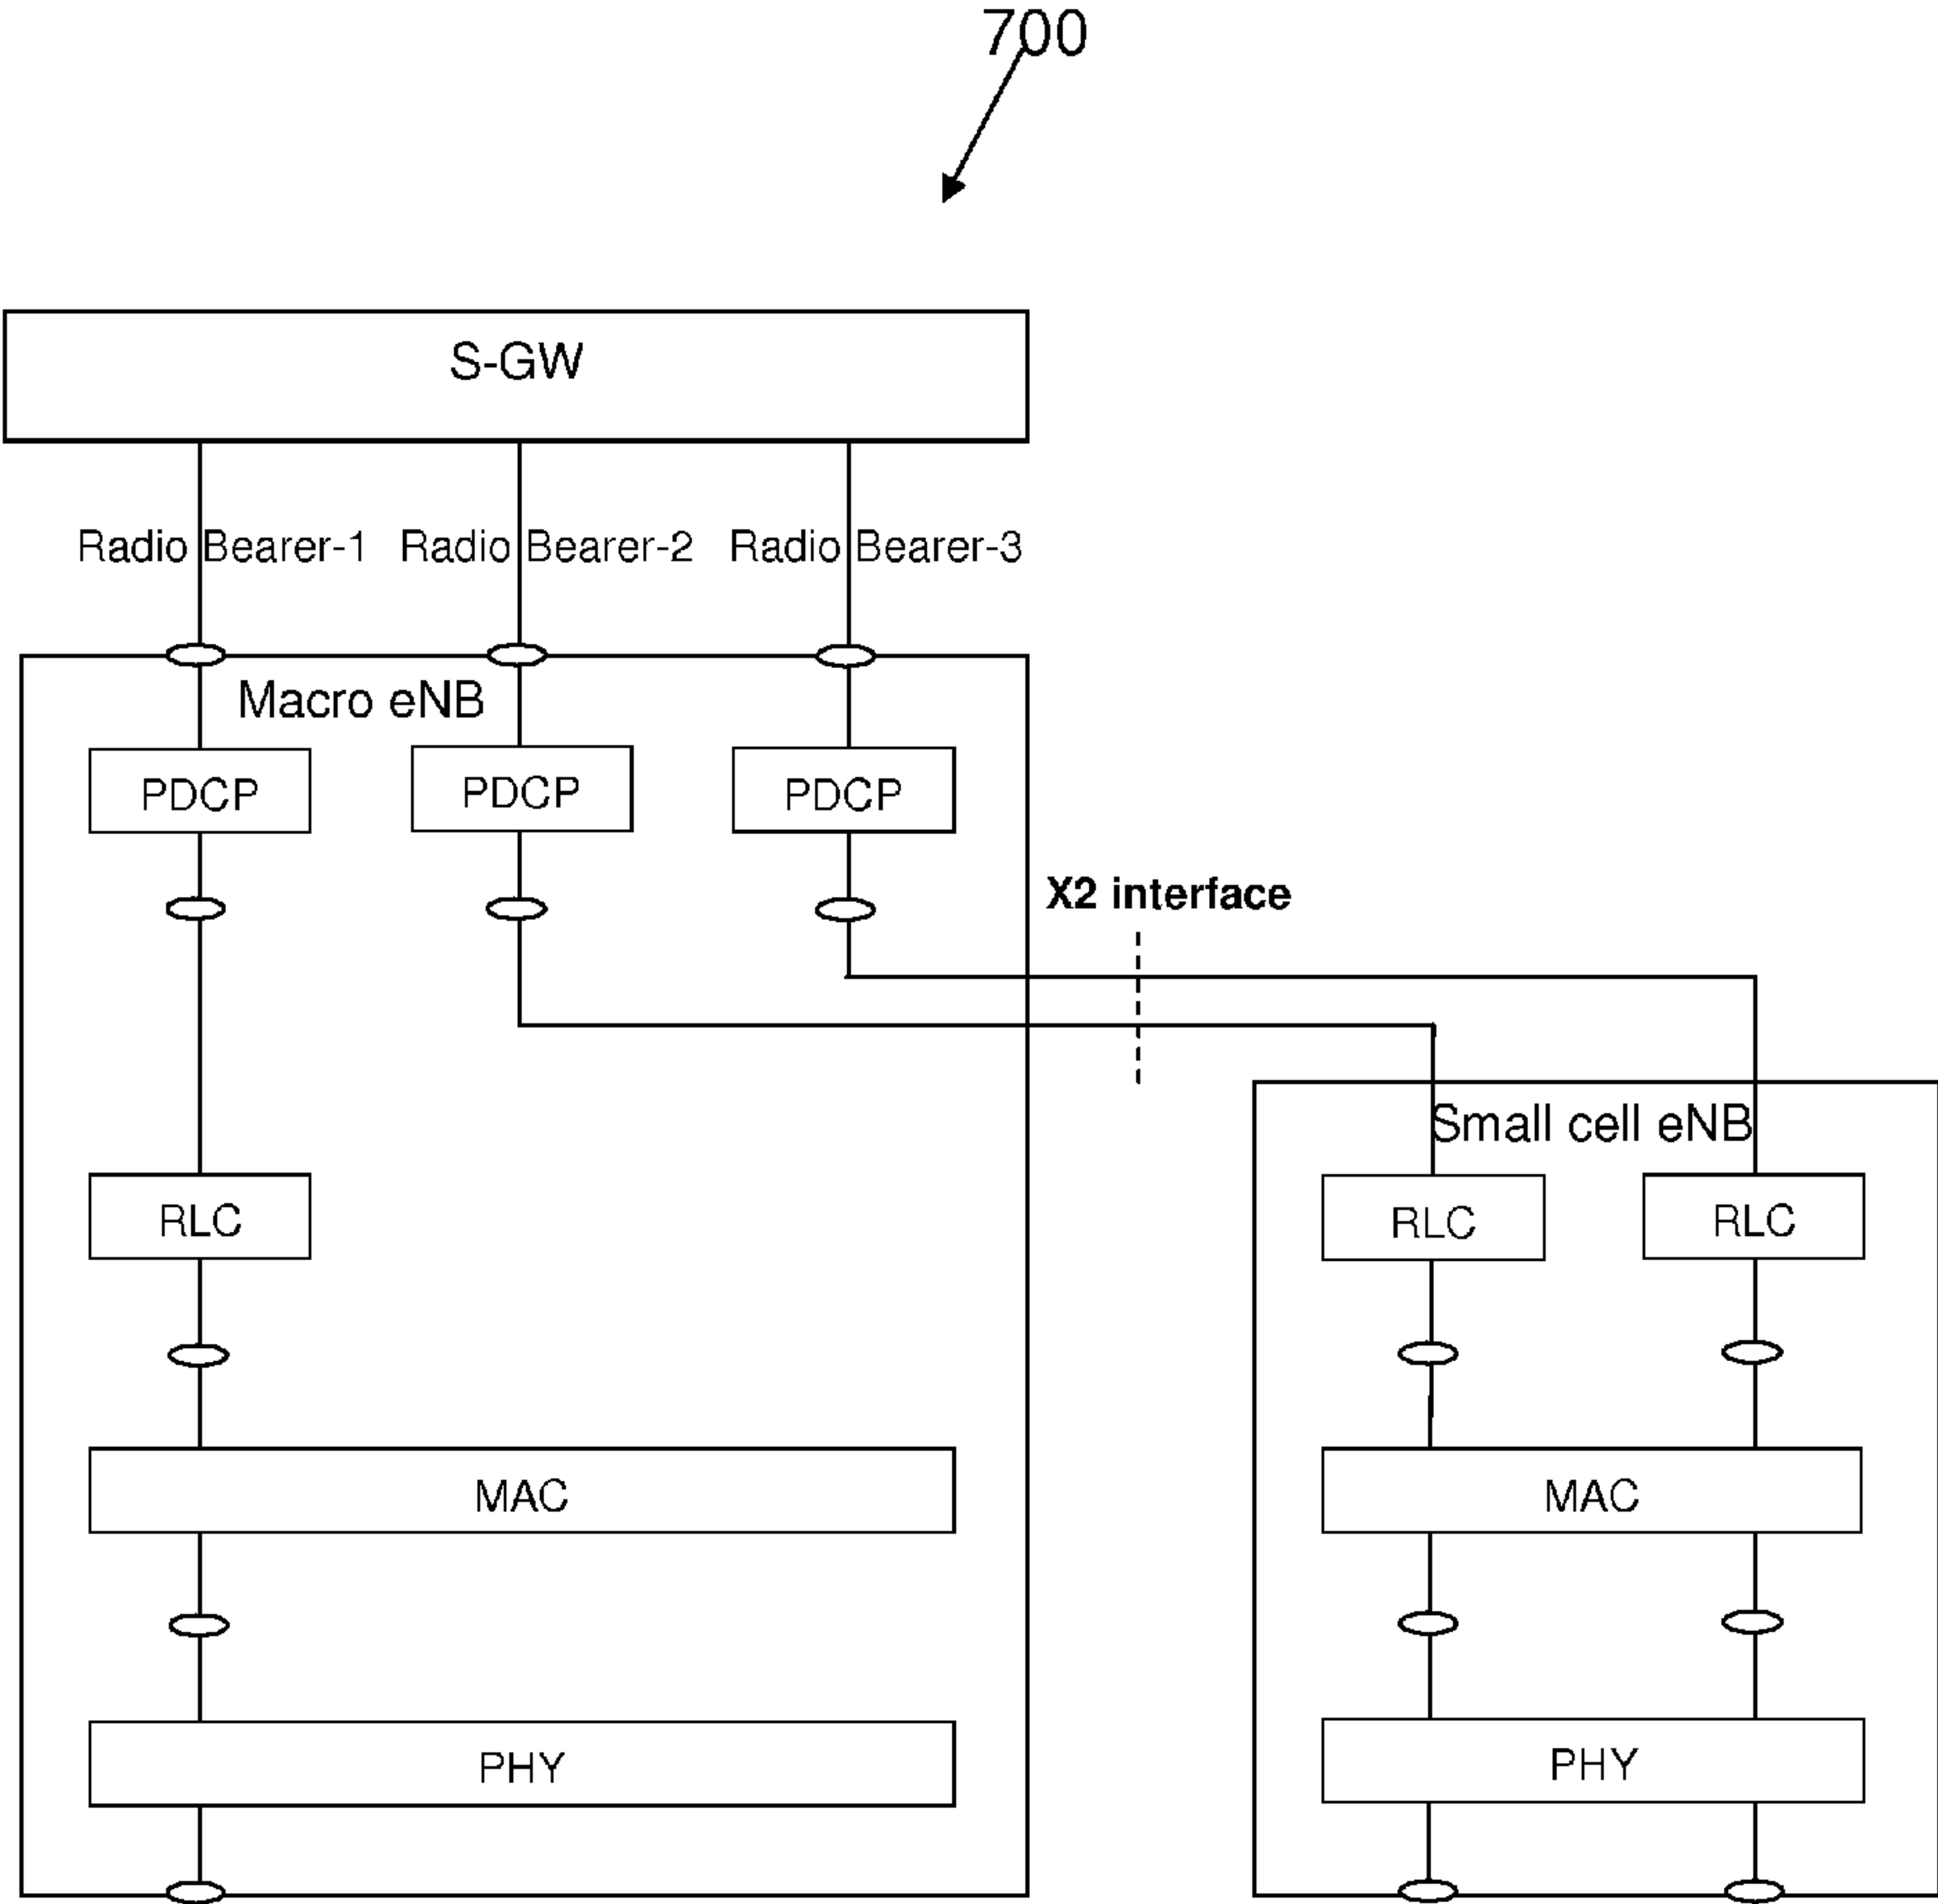 700
S-GW
Radio Bearer-1 Radio Bearer-2 Radio Bearer-3
Macro eNB
PDCP PDCP PDCP
X2 interface
Small cell eNB
RLC RLC RLC
MAC MAC
PHY PHY